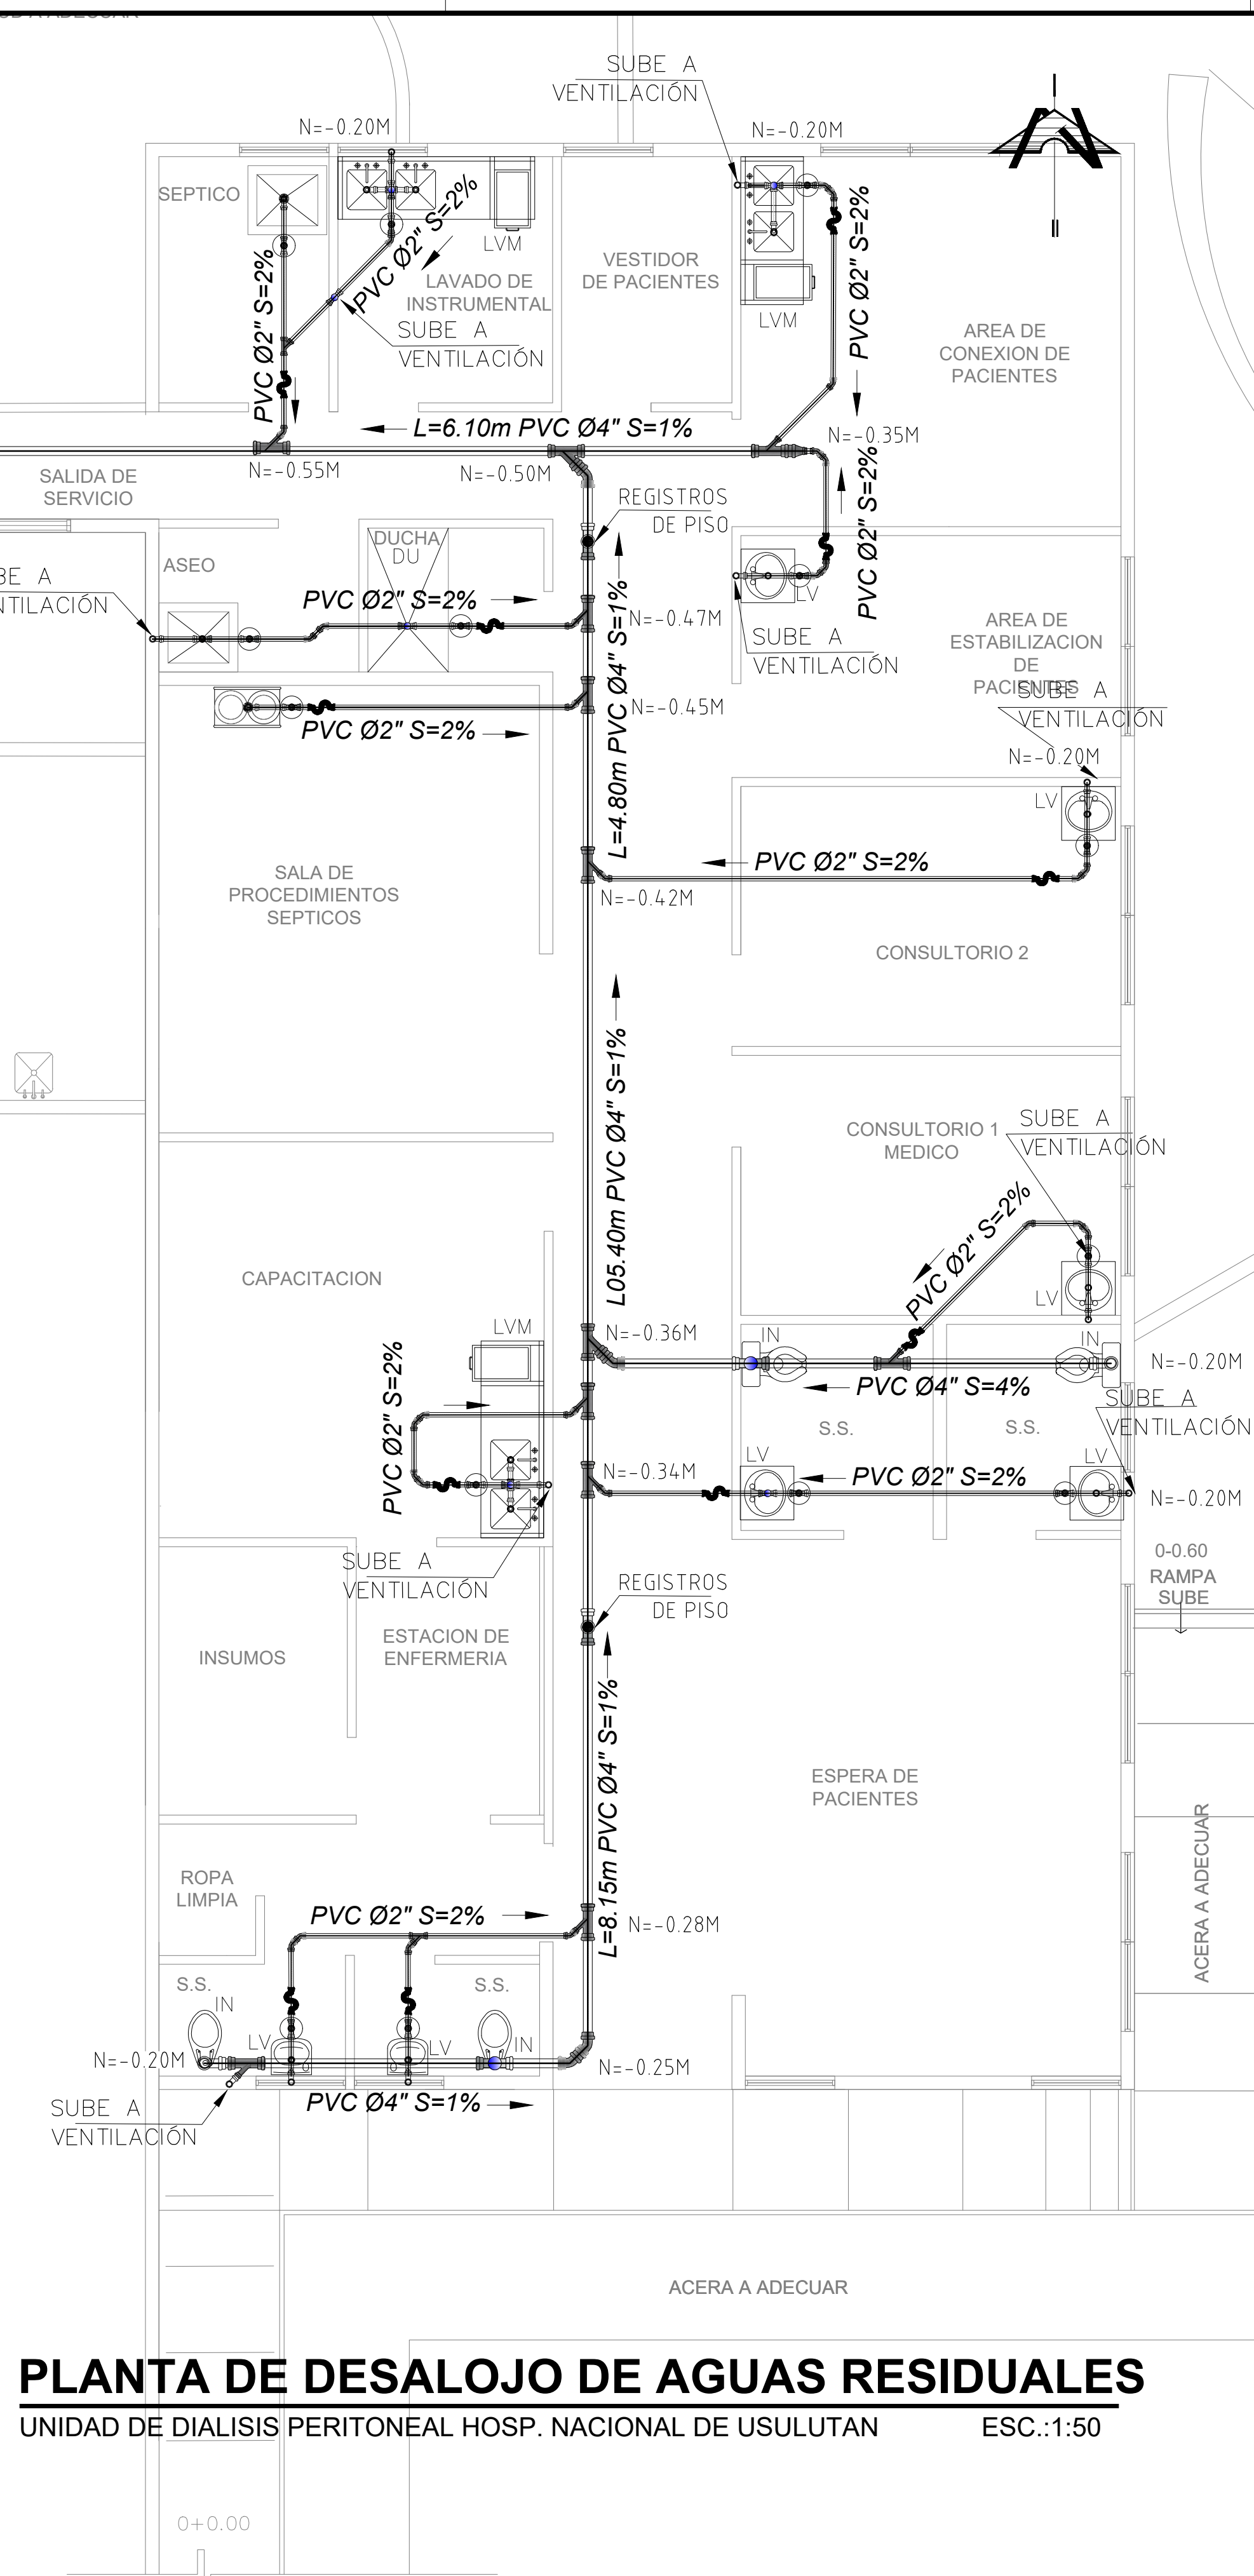 SUBE A
VENTILACIÓN
N=-0.20M
N=-0.20M
SEPTICO
PVC Ø2" S=2%
LVM
LAVADO DE
INSTRUMENTAL
SUBE A
VENTILACIÓN
PVC Ø2" S=2%
VESTIDOR
DE PACIENTES
LVM
PVC Ø2" S=2%
AREA DE
CONEXION DE
PACIENTES
L=6.10m PVC Ø4" S=1%
N=-0.35M
N=-0.55M
N=-0.50M
SALIDA DE
SERVICIO
REGISTROS
DE PISO
PVC Ø2" S=2%
DUCHA
DU
ASEO
PVC Ø2" S=2%
LV
N=-0.47M
VENTILACIÓN
SUBE A
VENTILACIÓN
AREA DE
ESTABILIZACION
DE
PACIENTES
SUBE A
VENTILACIÓN
N=-0.45M
PVC Ø2" S=2%
L=4.80m PVC Ø4" S=1%
N=-0.20M
LV
PVC Ø2" S=2%
N=-0.42M
SALA DE
PROCEDIMIENTOS
SEPTICOS
CONSULTORIO 2
L05.40m PVC Ø4" S=1%
CONSULTORIO 1
MEDICO
SUBE A
VENTILACIÓN
PVC Ø2" S=2%
CAPACITACION
LV
LVM
N=-0.36M
IN
IN
N=-0.20M
PVC Ø4" S=4%
PVC Ø2" S=2%
S.S.
S.S.
SUBE A
VENTILACIÓN
LV
LV
N=-0.34M
PVC Ø2" S=2%
N=-0.20M
SUBE A
VENTILACIÓN
0-0.60
RAMPA
SUBE
REGISTROS
DE PISO
INSUMOS
ESTACION DE
ENFERMERIA
L=8.15m PVC Ø4" S=1%
ESPERA DE
PACIENTES
ACERA A ADECUAR
ROPA
LIMPIA
PVC Ø2" S=2%
N=-0.28M
S.S.
S.S.
IN
LV
LV
IN
N=-0.20M
N=-0.25M
PVC Ø4" S=1%
SUBE A
VENTILACIÓN
ACERA A ADECUAR
PLANTA DE DESALOJO DE AGUAS RESIDUALES
UNIDAD DE DIALISIS PERITONEAL HOSP. NACIONAL DE USULUTAN ESC.:1:50
0+0.00